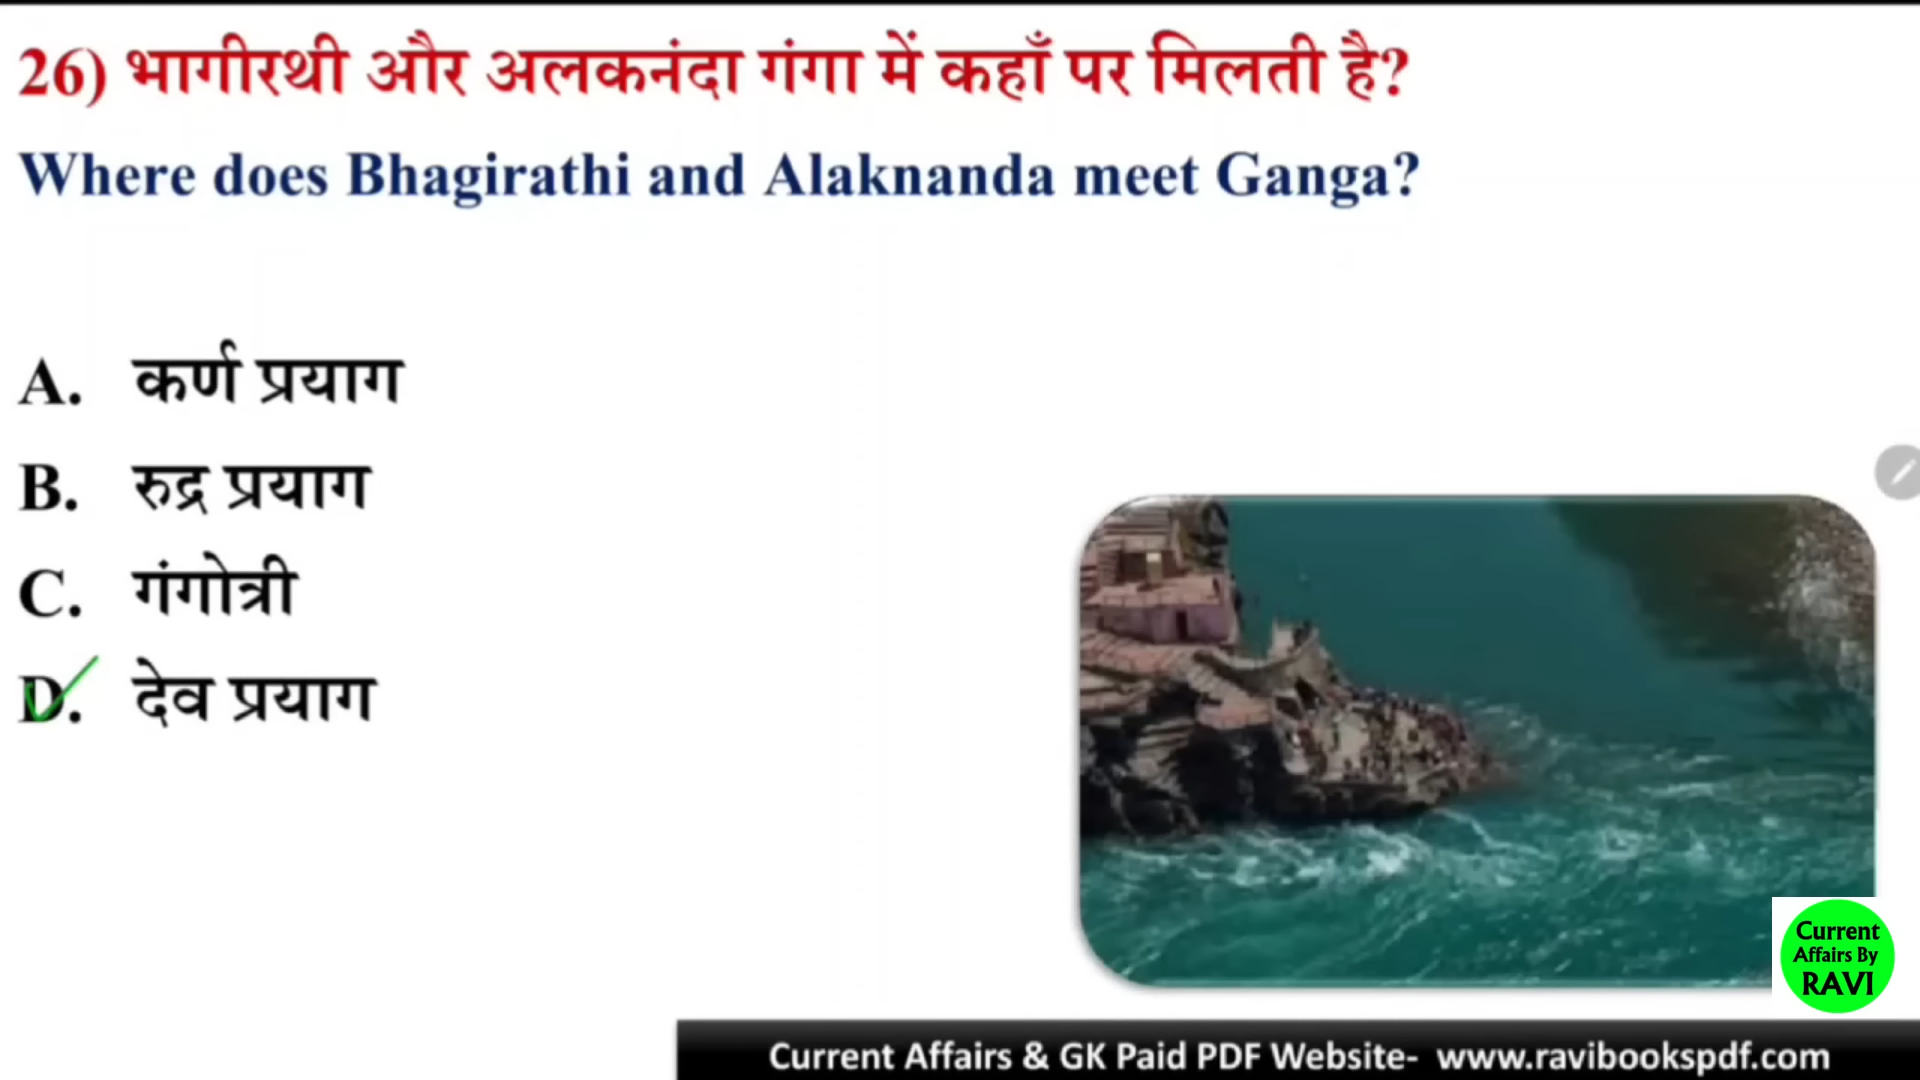 26) भागीरथी और अलकनंदा गंगा में कहाँ पर मिलती है?
Where does Bhagirathi and Alaknanda meet Ganga?
A. कर्ण प्रयाग
B. रुद्र प्रयाग
C. गंगोत्री
D. देव प्रयाग
Current
Affairs By
RAVI
Current Affairs & GK Paid PDF Website- www.ravibookspdf.com